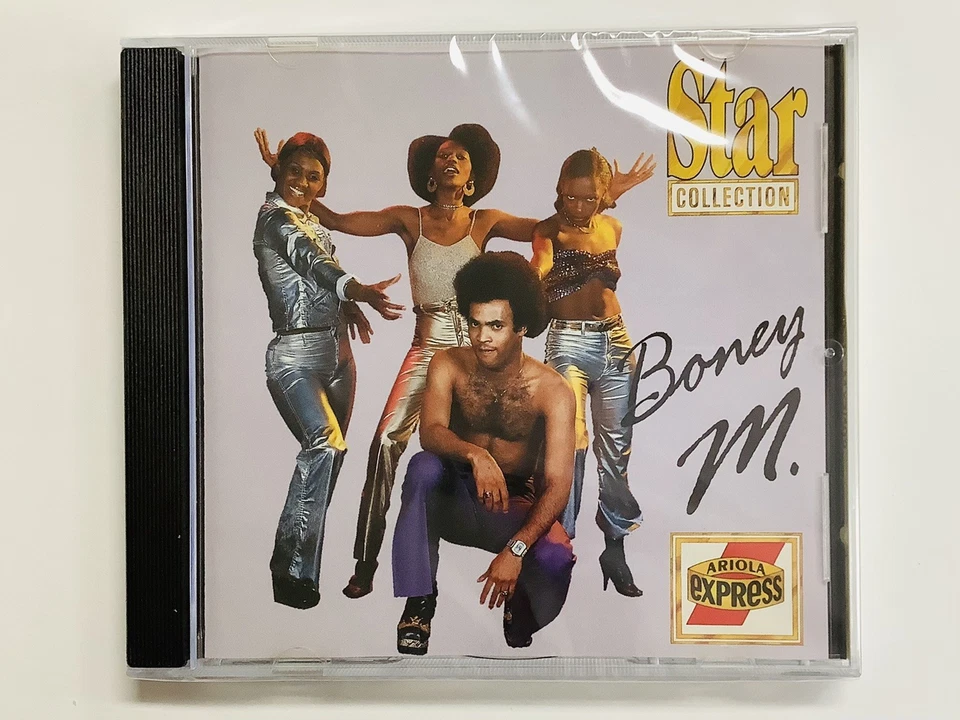 Star
COLLECTION
Boney
M.
ARIOLA
express